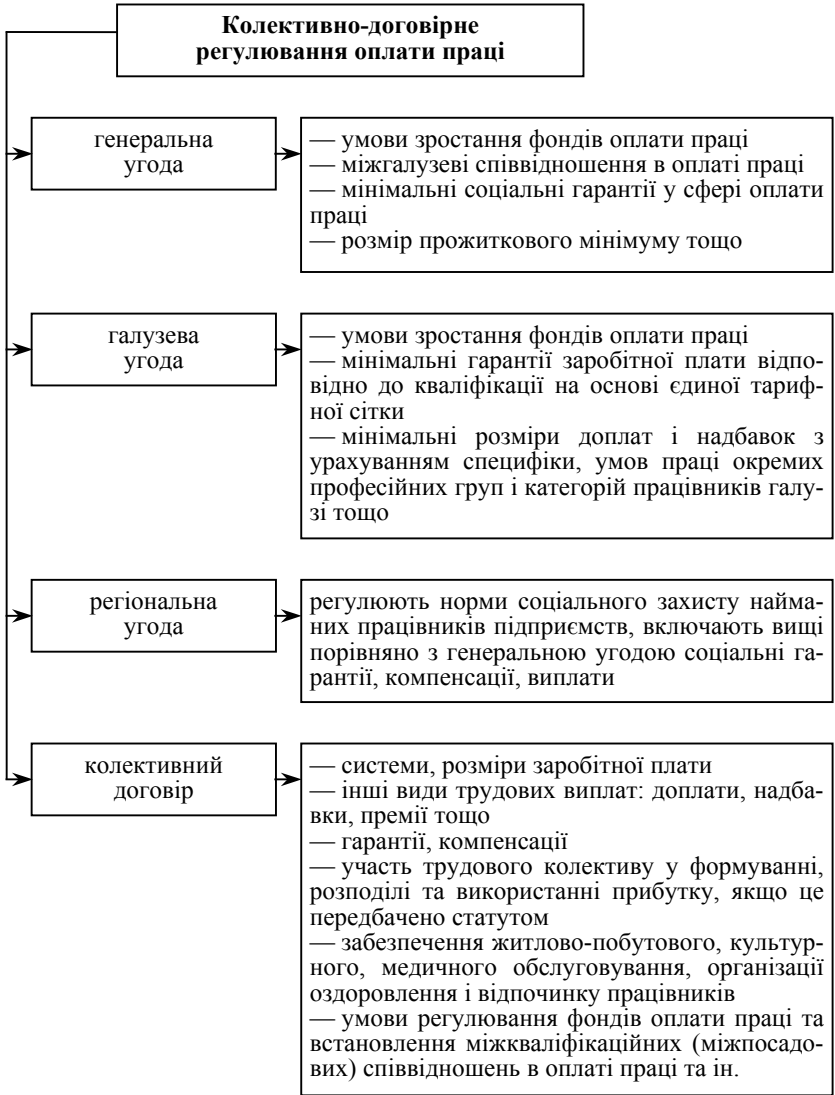 Колективно-договірне
регулювання оплати праці
генеральна
угода
— умови зростання фондів оплати праці
— міжгалузеві співвідношення в оплаті праці
— мінімальні соціальні гарантії у сфері оплати
праці
— розмір прожиткового мінімуму тощо
галузева
угода
— умови зростання фондів оплати праці
— мінімальні гарантії заробітної плати відпо-
відно до кваліфікації на основі єдиної тариф-
ної сітки
— мінімальні розміри доплат і надбавок з
урахуванням специфіки, умов праці окремих
професійних груп і категорій працівників галу-
зі тощо
регіональна
угода
регулюють норми соціального захисту найма-
них працівників підприємств, включають вищі
порівняно з генеральною угодою соціальні га-
рантії, компенсації, виплати
колективний
договір
— системи, розміри заробітної плати
— інші види трудових виплат: доплати, надба-
вки, премії тощо
— гарантії, компенсації
— участь трудового колективу у формуванні,
розподілі та використанні прибутку, якщо це
передбачено статутом
— забезпечення житлово-побутового, культур-
ного, медичного обслуговування, організації
оздоровлення і відпочинку працівників
— умови регулювання фондів оплати праці та
встановлення міжкваліфікаційних (міжпосадо-
вих) співвідношень в оплаті праці та ін.